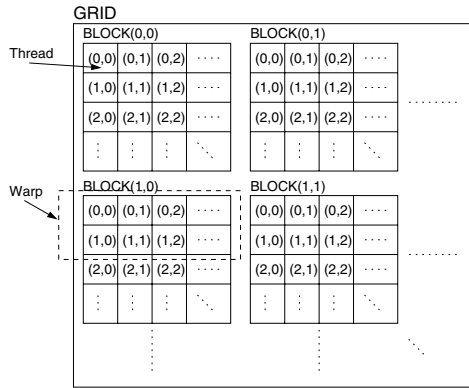 GRID
BLOCK(0,0) BLOCK(0,1)
Thread
(0,0) (0,1) (0,2) .... (0,0) (0,1) (0,2) ....
(1,0) (1,1) (1,2) (1,0) (1,1) (1,2)
(2,0) (2,1) (2,2) (2,0) (2,1) (2,2)
Warp
BLOCK(1,0) BLOCK(1,1)
(0,0) (0,1) (0,2) .... (0,0) (0,1) (0,2) ....
(1,0) (1,1) (1,2) (1,0) (1,1) (1,2)
(2,0) (2,1) (2,2) (2,0) (2,1) (2,2)